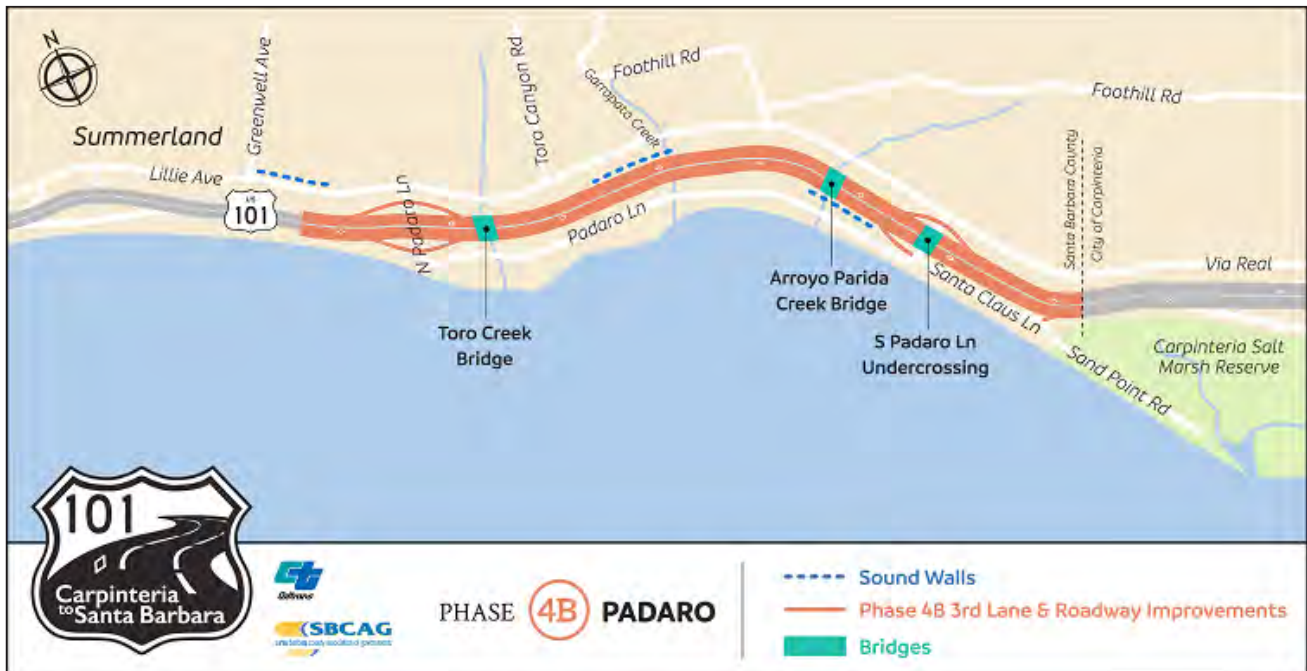 N
Summerland
Greenwell Ave
Lillie Ave
US
101
N Padaro Ln
Toro Canyon Rd
Garrapata Creek
Foothill Rd
Padaro Ln
Foothill Rd
Santa Barbara County
City of Carpinteria
Via Real
Toro Creek
Bridge
Arroyo Parida
Creek Bridge
S Padaro Ln
Undercrossing
Santa Claus Ln
Sand Point Rd
Carpinteria Salt
Marsh Reserve
101
Carpinteria
to Santa Barbara
Caltrans
SBCAG
PHASE 4B PADARO
Sound Walls
Phase 4B 3rd Lane & Roadway Improvements
Bridges